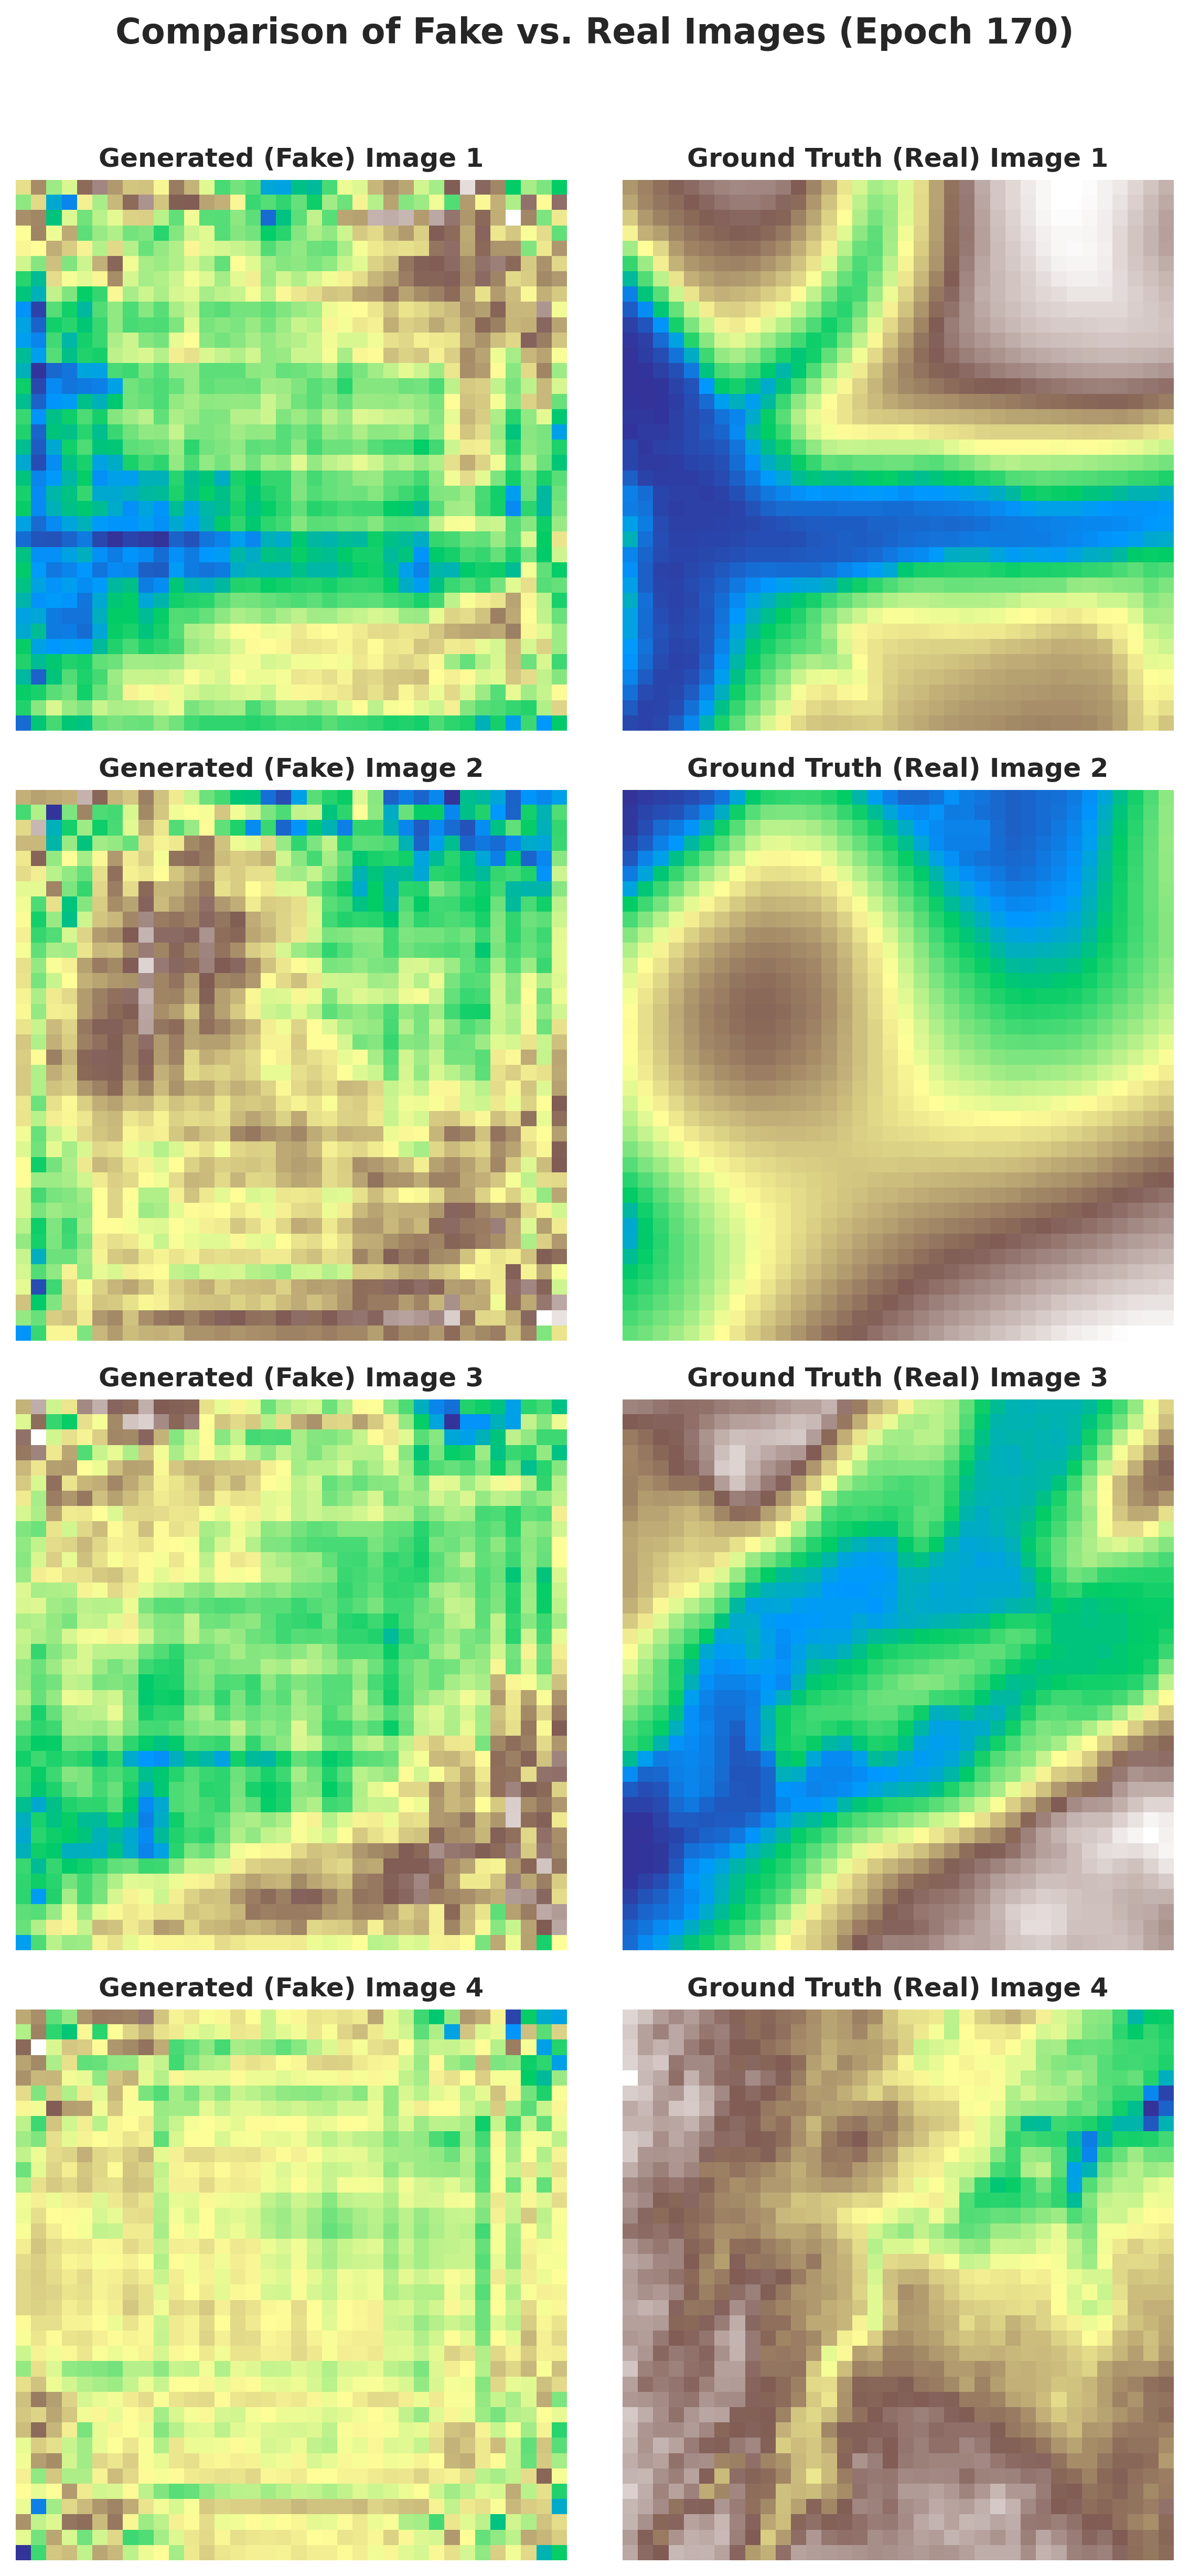 Comparison of Fake vs. Real Images (Epoch 170)
Generated (Fake) Image 1
Ground Truth (Real) Image 1
Generated (Fake) Image 2
Ground Truth (Real) Image 2
Generated (Fake) Image 3
Ground Truth (Real) Image 3
Generated (Fake) Image 4
Ground Truth (Real) Image 4